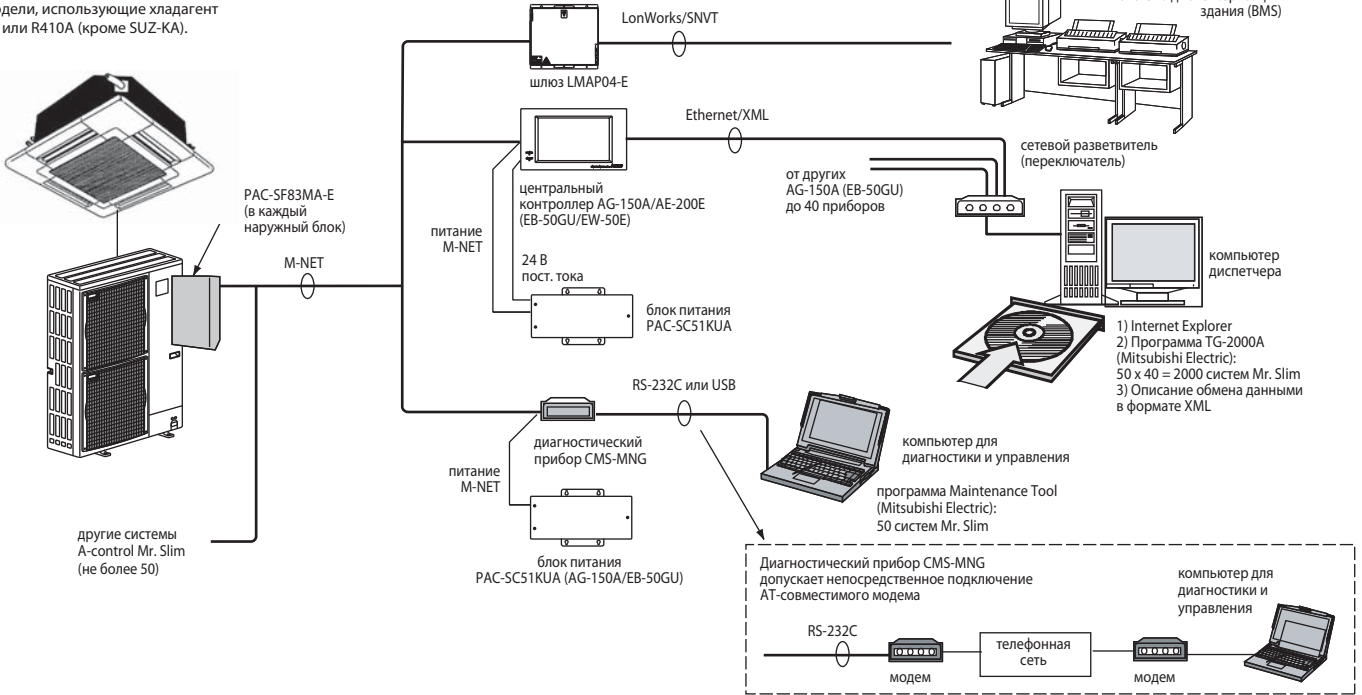 модели, использующие хладагент
или R410A (кроме SUZ-KA).
LonWorks/SNVT
здания (BMS)
шлюз LMAP04-E
Ethernet/XML
сетевой разветвитель
(переключатель)
от других
AG-150A (EB-50GU)
до 40 приборов
центральный
контроллер AG-150A/AE-200E
(EB-50GU/EW-50E)
PAC-SF83MA-E
(в каждый
наружный блок)
питание
M-NET
M-NET
24 В
пост. тока
компьютер
диспетчера
блок питания
PAC-SC51KUA
1) Internet Explorer
2) Программа TG-2000A
(Mitsubishi Electric):
50 x 40 = 2000 систем Mr. Slim
3) Описание обмена данными
в формате XML
RS-232C или USB
диагностический
прибор CMS-MNG
компьютер для
диагностики и управления
питание
M-NET
программа Maintenance Tool
(Mitsubishi Electric):
50 систем Mr. Slim
другие системы
A-control Mr. Slim
(не более 50)
блок питания
PAC-SC51KUA (AG-150A/EB-50GU)
Диагностический прибор CMS-MNG
допускает непосредственное подключение
АТ-совместимого модема
компьютер для
диагностики и
управления
RS-232C
телефонная
сеть
модем
модем